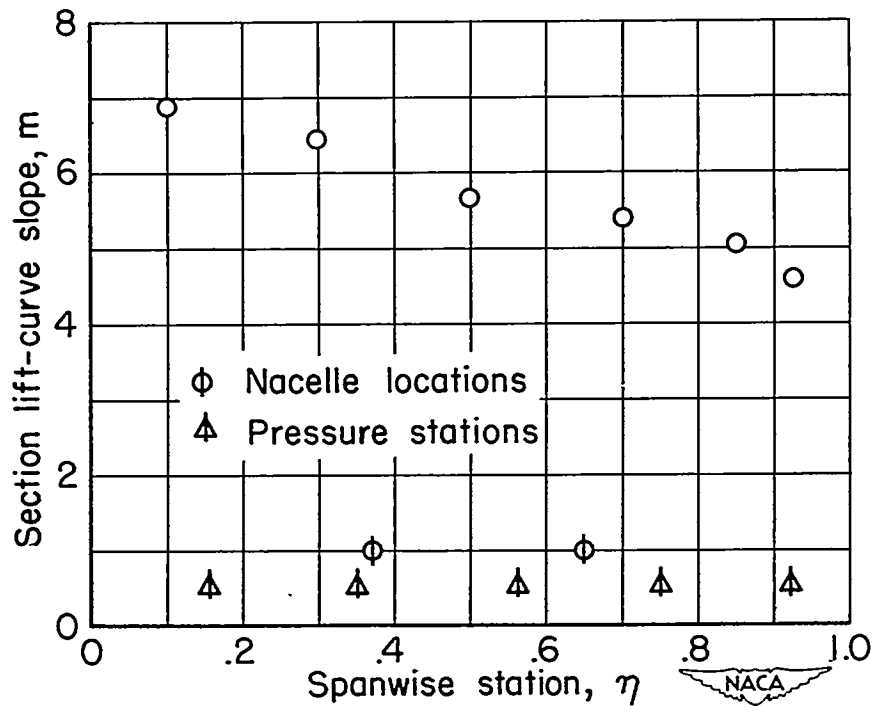 8
6
4
2
0
Section lift-curve slope, m
Nacelle locations
Pressure stations
0 .2 .4 .6 .8 1.0
Spanwise station, η
NACA